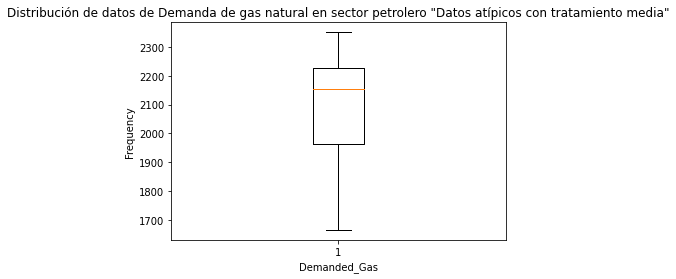 Distribución de datos de Demanda de gas natural en sector petrolero "Datos atípicos con tratamiento media"
2300
2200
2100
2000
1900
1800
1700
Frequency
1
Demanded_Gas